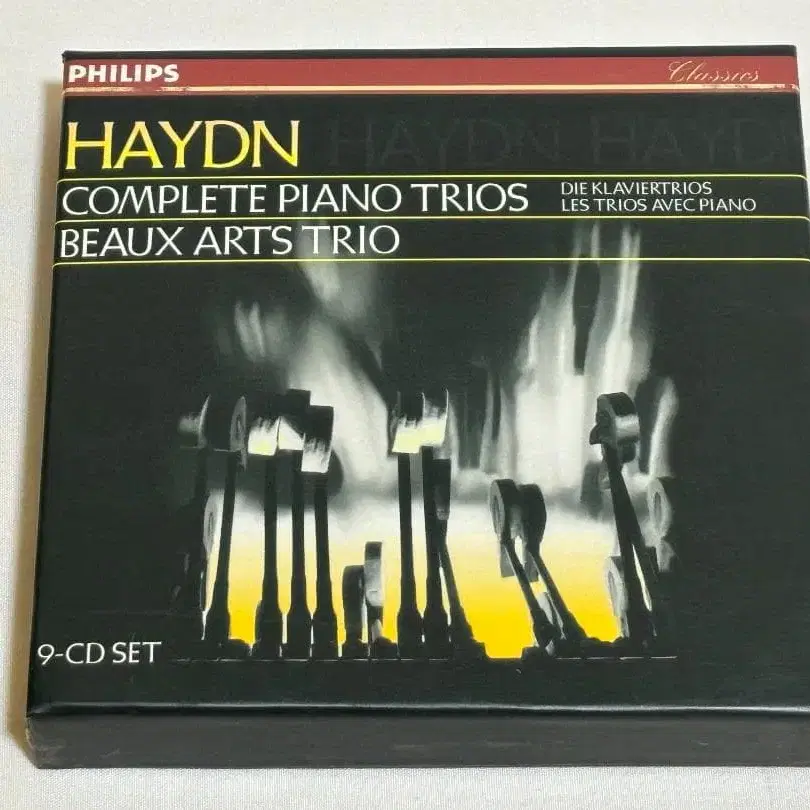 PHILIPS
Classics
HAYDN HAYDN HAYDN
COMPLETE PIANO TRIOS
DIE KLAVIERTRIOS
LES TRIOS AVEC PIANO
BEAUX ARTS TRIO
9-CD SET